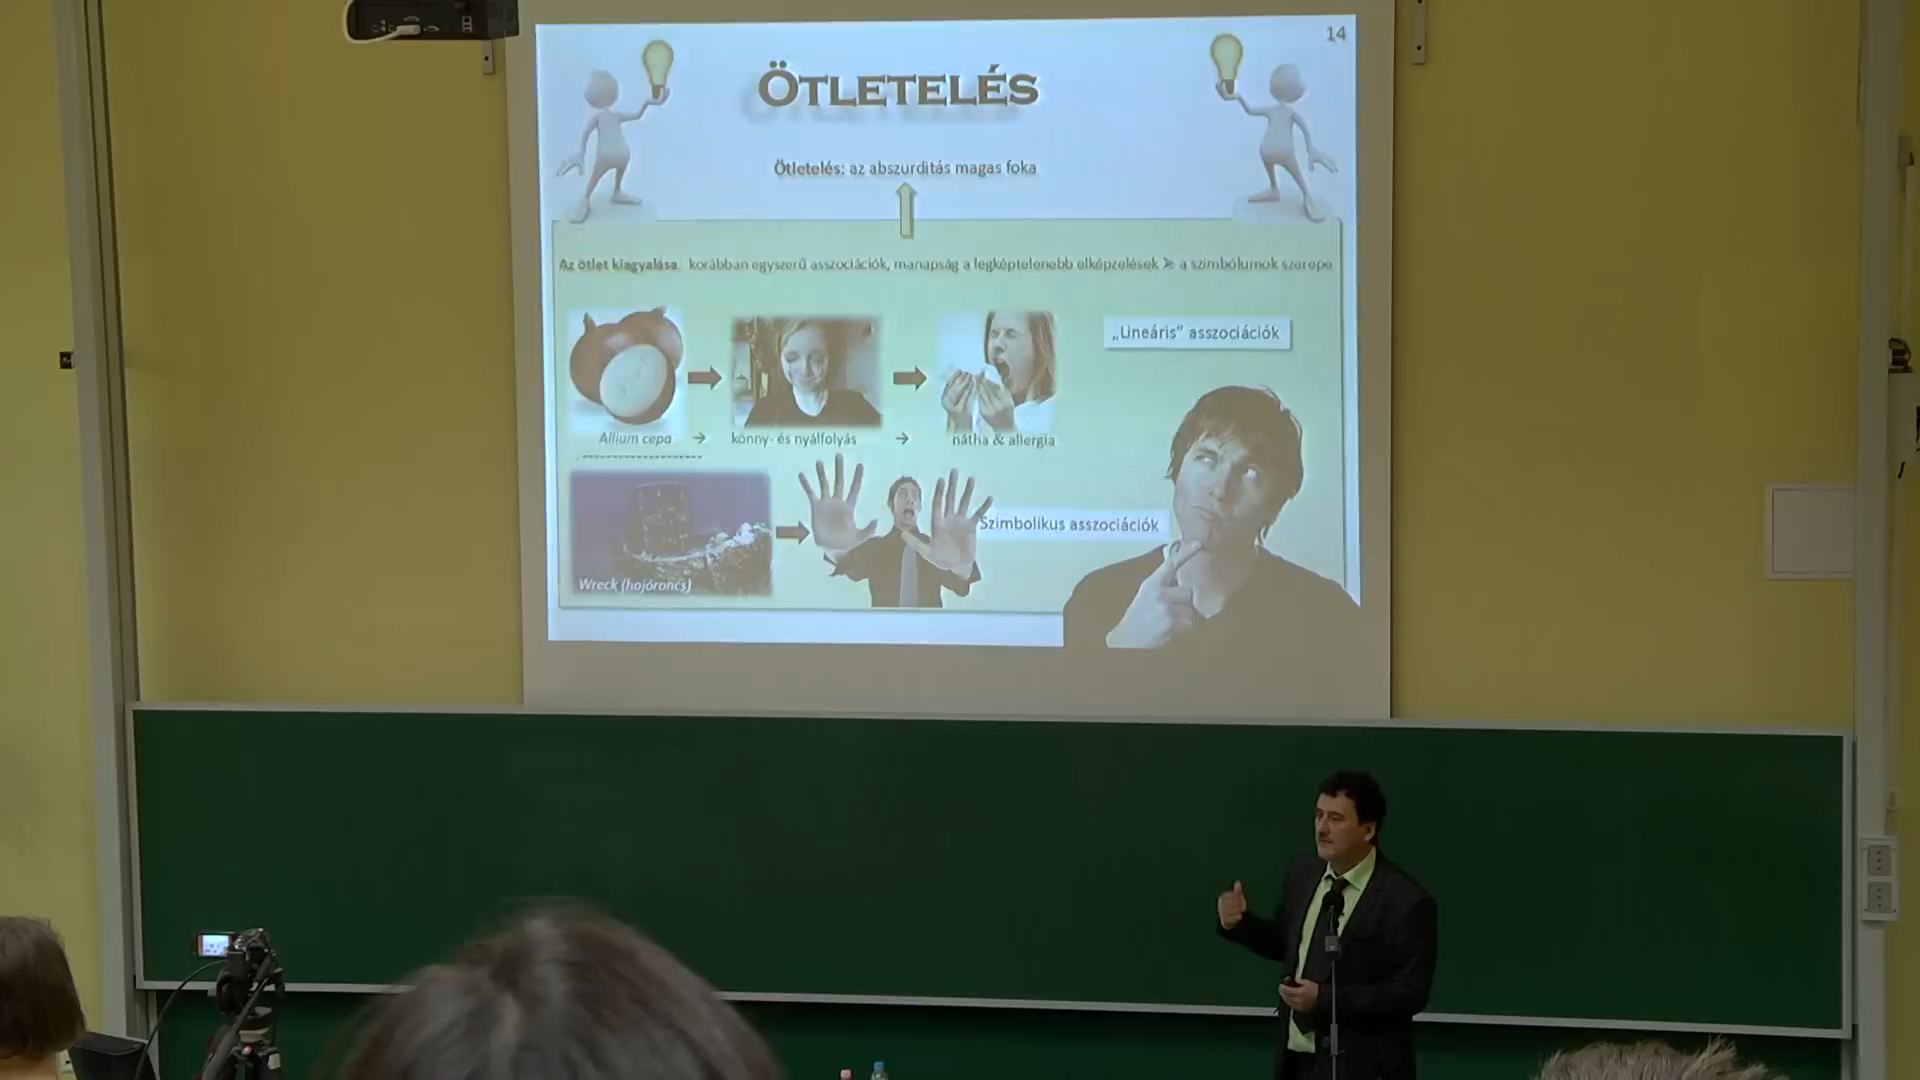 14
ÖTLETELÉS
Ötletelés: az abszurditás magas foka
Az ötlet kiagyalása. korábban egyszerű asszociációk, manapság a legképtelenebb elképzelések ➢ a szimbólumok szerepe
„Lineáris” asszociációk
Allium cepa → könny- és nyálfolyás → nátha & allergia
Szimbolikus asszociációk
Wreck (hajóroncs)